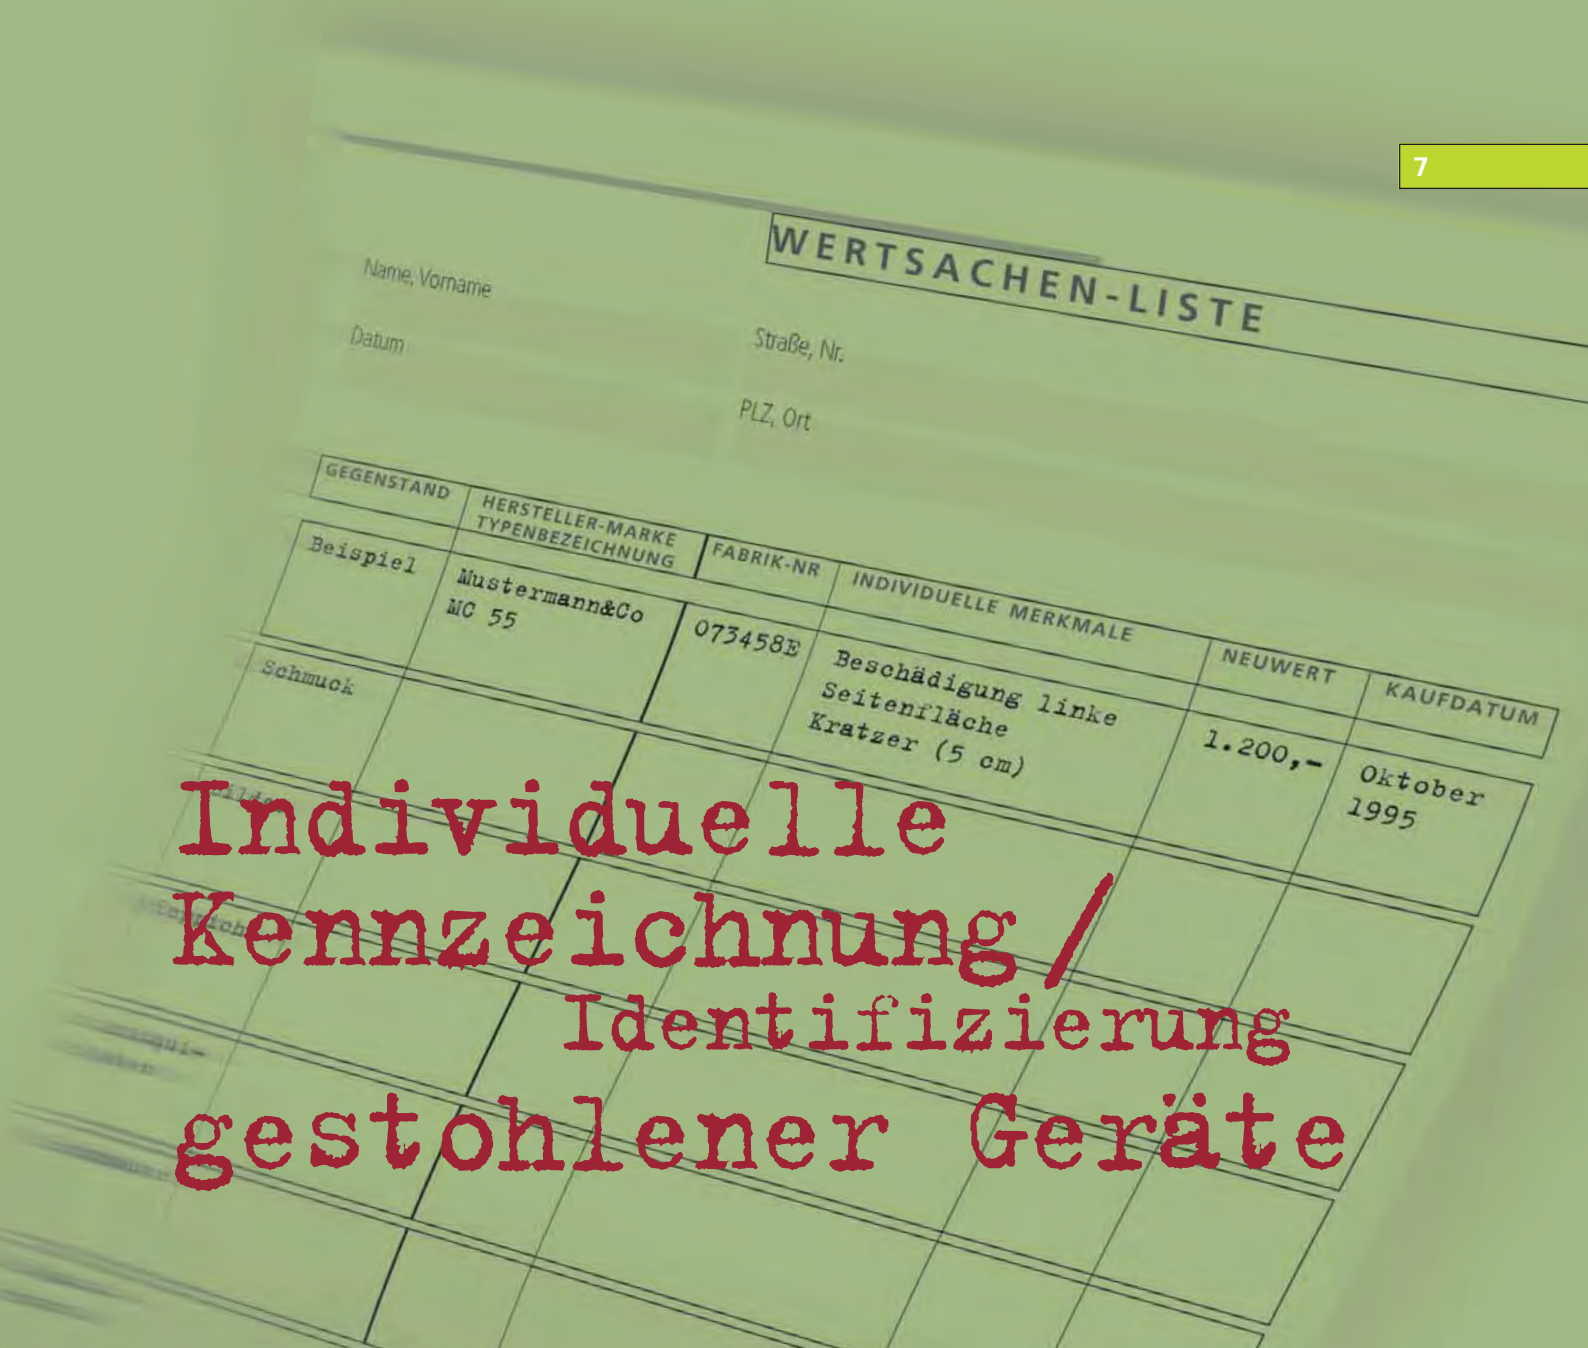 7
WERTSACHEN-LISTE
Name, Vorname
Straße, Nr.
Datum
PLZ, Ort
GEGENSTAND
HERSTELLER-MARKE
TYPENBEZEICHNUNG
FABRIK-NR
INDIVIDUELLE MERKMALE
NEUWERT
KAUFDATUM
Beispiel
Mustermann&Co
MC 55
073458E
Beschädigung linke
Seitenfläche
Kratzer (5 cm)
1.200,-
Oktober
1995
Schmuck
Individuelle
Kennzeichnung/
Identifizierung
gestohlener Geräte